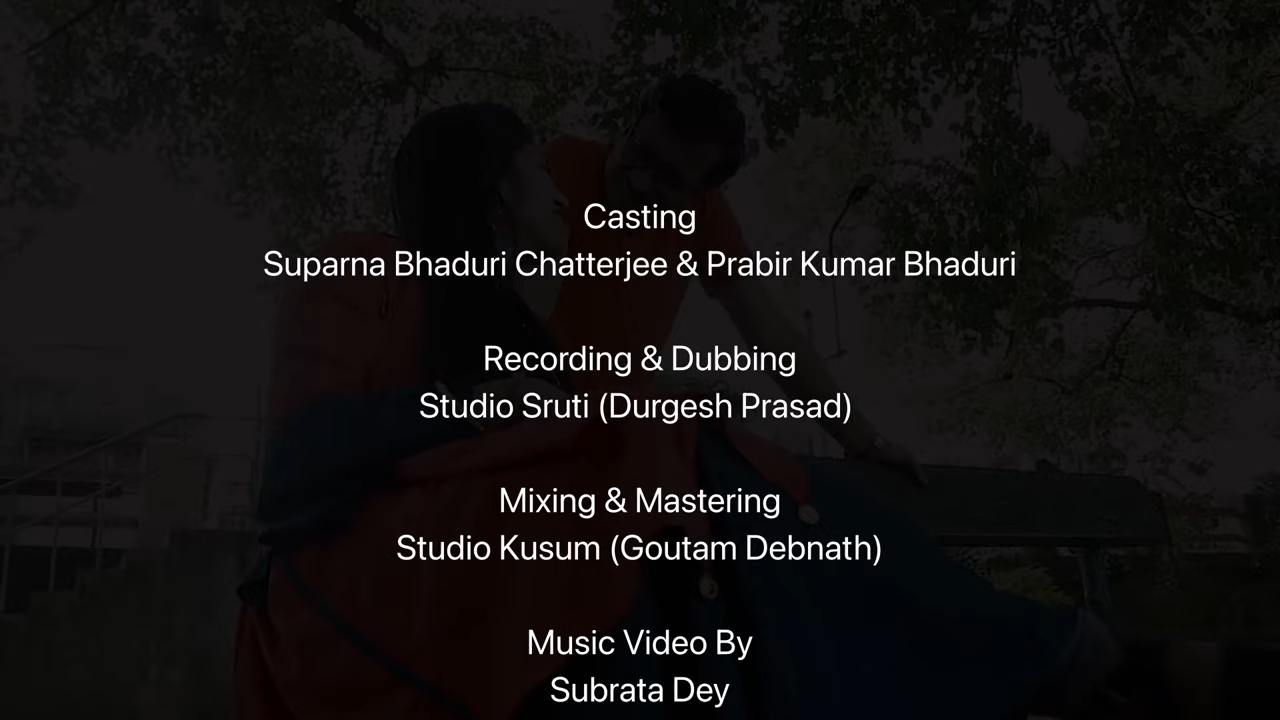 Casting
Suparna Bhaduri Chatterjee & Prabir Kumar Bhaduri
Recording & Dubbing
Studio Sruti (Durgesh Prasad)
Mixing & Mastering
Studio Kusum (Goutam Debnath)
Music Video By
Subrata Dey